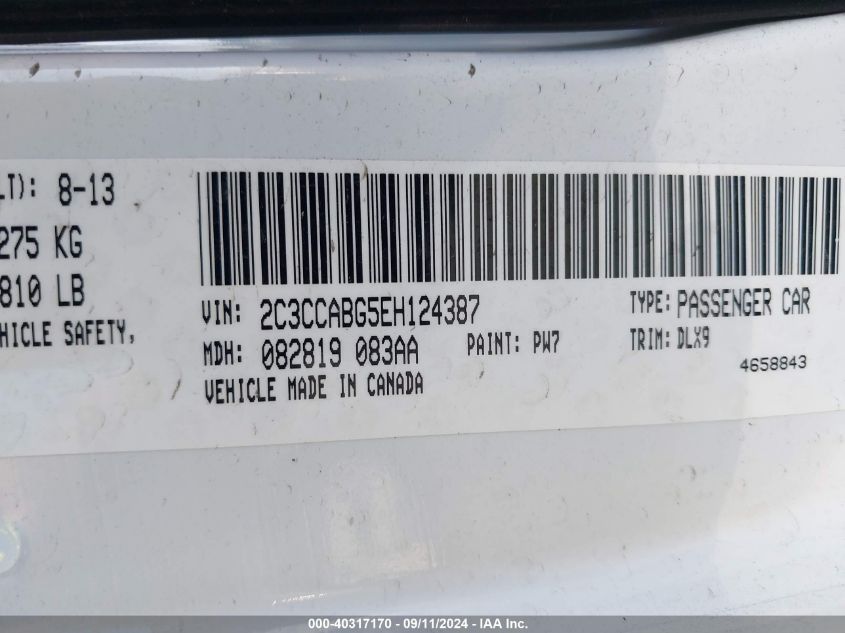 LT): 8-13
275 KG
810 LB
HICLE SAFETY,
VIN: 2C3CCABG5EH124387
TYPE: PASSENGER CAR
MDH: 082819 083AA
PAINT: PW7
TRIM: DLX9
VEHICLE MADE IN CANADA
4658843
000-40317170 - 09/11/2024 - IAA Inc.